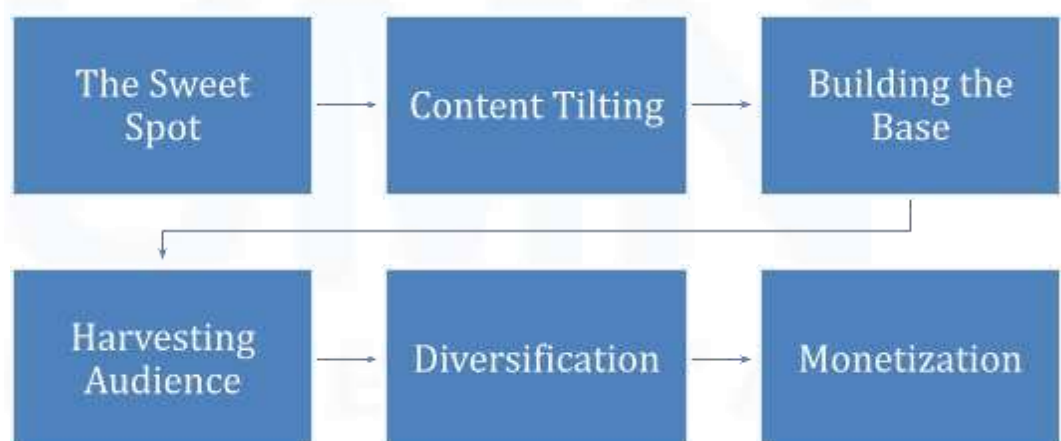 The Sweet
Spot
Content Tilting
Building the
Base
Harvesting
Audience
Diversification
Monetization